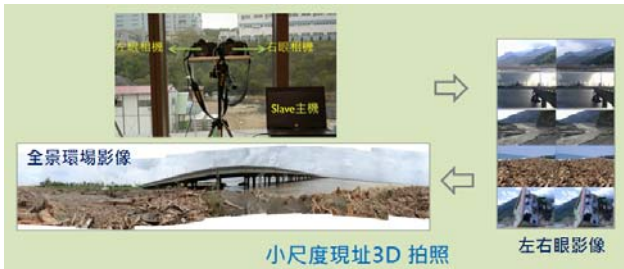 左眼相機
右眼相機
Slave主機
全景環場影像
左右眼影像
小尺度現址3D 拍照